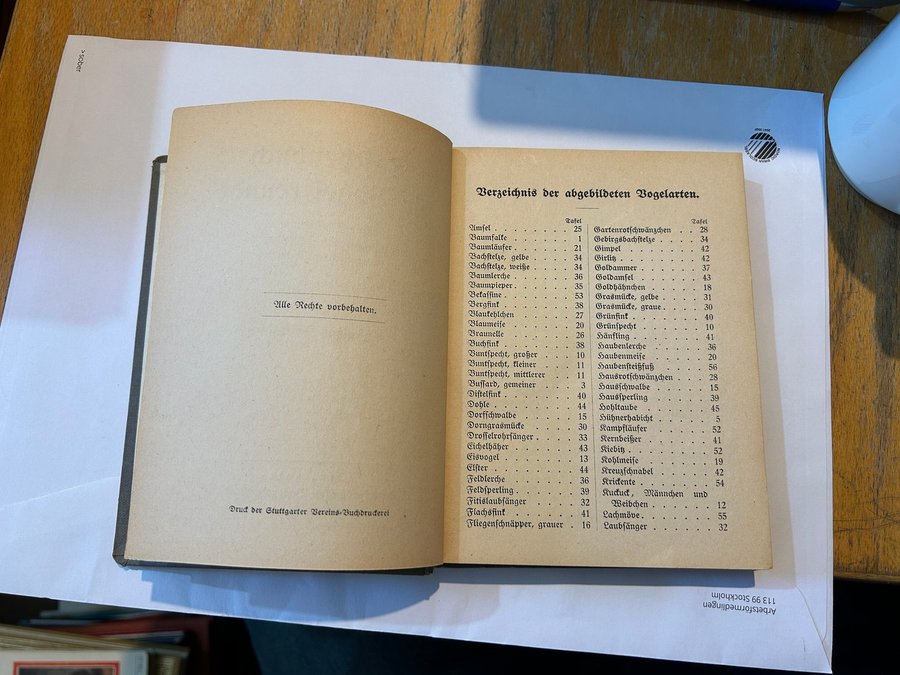 > sober
Alle Rechte vorbehalten.
Druck der Stuttgarter Vereins-Buchdruckerei
Verzeichnis der abgebildeten Vogelarten.
Tafel
Amsel . . . . . . . . 25
Baumfalke . . . . . . 1
Baumläufer . . . . . . 21
Bachstelze, gelbe . . . 34
Bachstelze, weiße . . . 34
Baumlerche . . . . . . 36
Baumpieper . . . . . . 35
Bekassine . . . . . . . 53
Bergfink . . . . . . . 38
Blaukehlchen . . . . . 27
Blaumeise . . . . . . 20
Braunelle . . . . . . . 26
Buchfink . . . . . . . 38
Buntspecht, großer . . . 10
Buntspecht, kleiner . . . 11
Buntspecht, mittlerer . . 11
Bussard, gemeiner . . . 3
Distelfink . . . . . . . 40
Dohle . . . . . . . . 44
Dorfschwalbe . . . . . 15
Dorngrasmücke . . . . 30
Drosselrohrsänger . . . . 33
Eichelhäher . . . . . . 43
Eisvogel . . . . . . . 13
Elster . . . . . . . . 44
Feldlerche . . . . . . 36
Feldsperling . . . . . . 39
Fitislaubsänger . . . . 32
Flachsfink . . . . . . 41
Fliegenschnäpper, grauer . 16
Tafel
Gartenrotschwänzchen . . 28
Gebirgsbachstelze . . . . 34
Gimpel . . . . . . . 42
Girlitz . . . . . . . . 42
Goldammer . . . . . . 37
Goldamsel . . . . . . 43
Goldhähnchen . . . . . 18
Grasmücke, gelbe . . . . 31
Grasmücke, graue . . . . 30
Grünfink . . . . . . . 40
Grünspecht . . . . . . 10
Hänfling . . . . . . . 41
Haubenlerche . . . . . 36
Haubenmeise . . . . . 20
Haubensteißfuß . . . . 56
Hausrotschwänzchen . . . 28
Hausschwalbe . . . . . 15
Haussperling . . . . . 39
Hohltaube . . . . . . 45
Hühnerhabicht . . . . . 5
Kampfläufer . . . . . 52
Kernbeißer . . . . . . 41
Kiebitz . . . . . . . . 52
Kohlmeise . . . . . . 19
Kreuzschnabel . . . . . 42
Krickente . . . . . . . 54
Kuckuck, Männchen und
Weibchen . . . . . . 12
Lachmöve . . . . . . . 55
Laubsänger . . . . . . 32
Arbetsförmedlingen
113 99 Stockholm